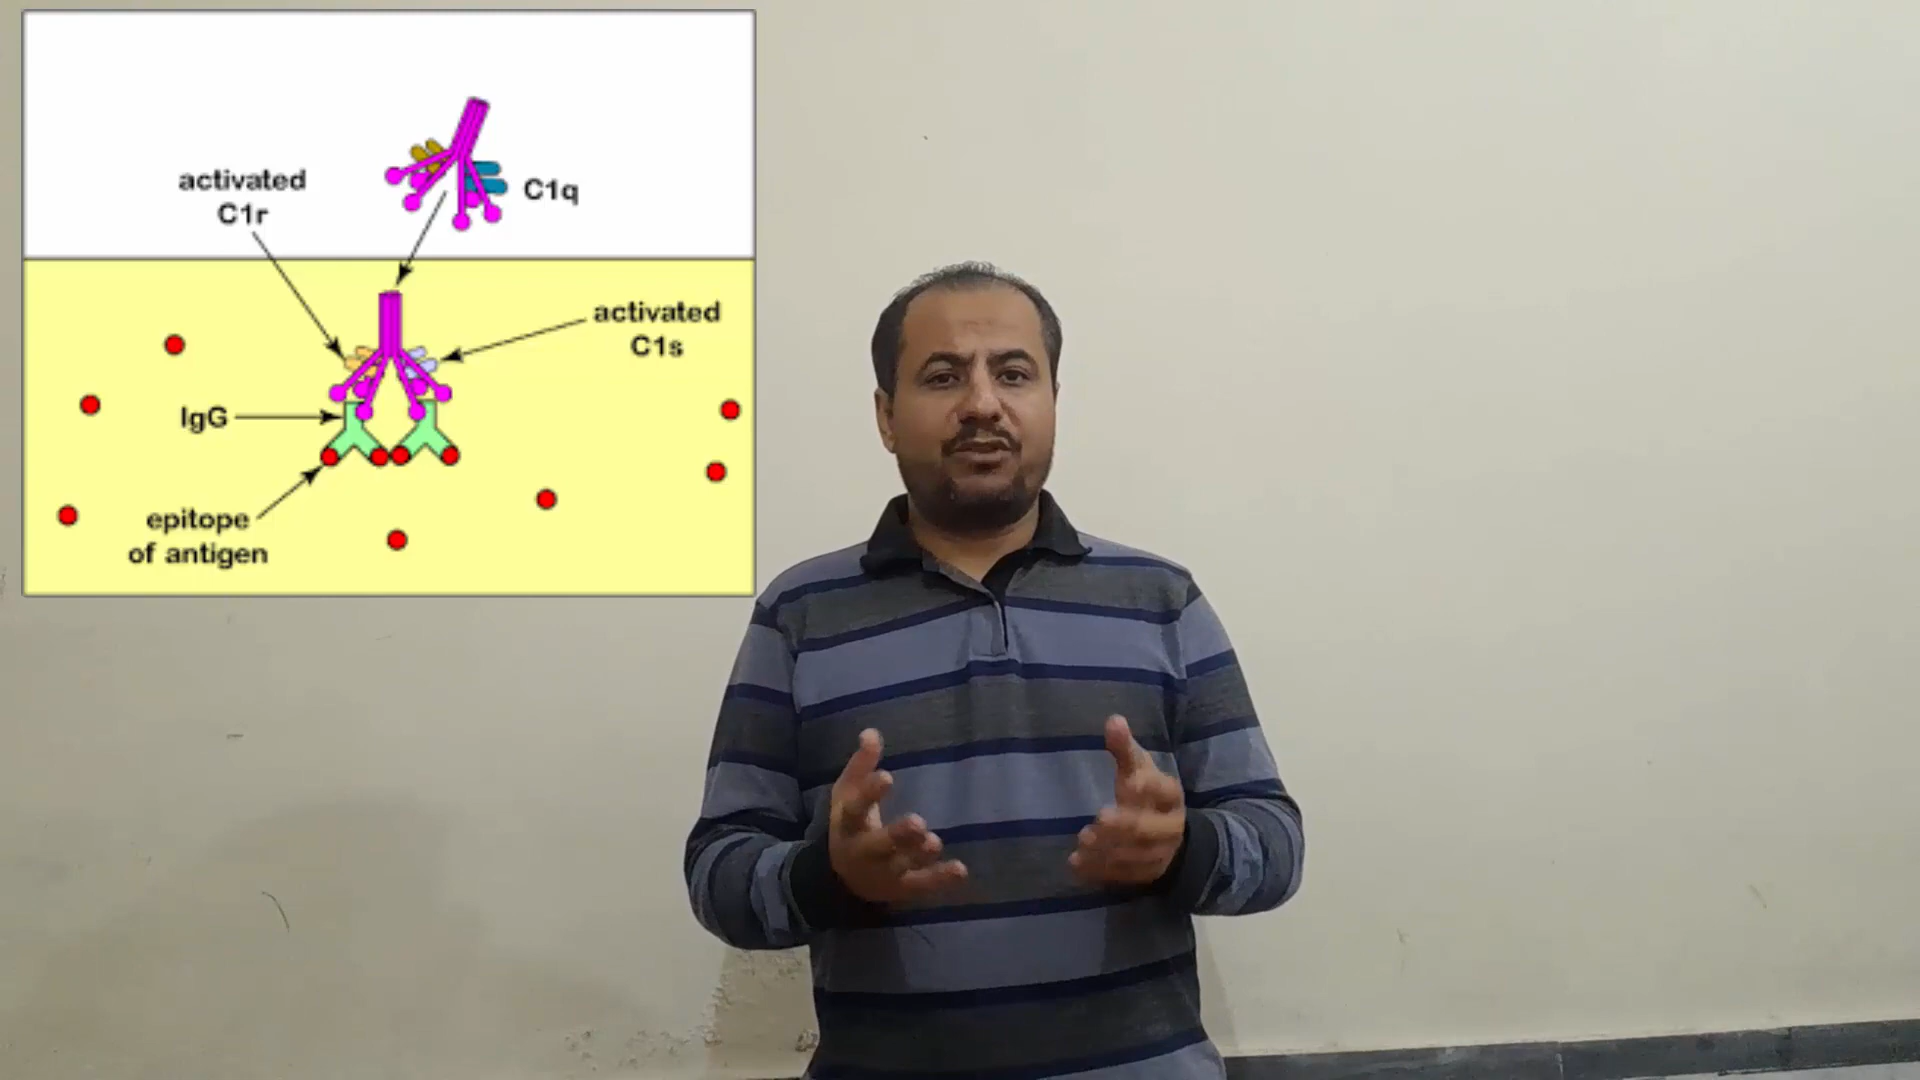 activated
C1r
C1q
activated
C1s
IgG
epitope
of antigen